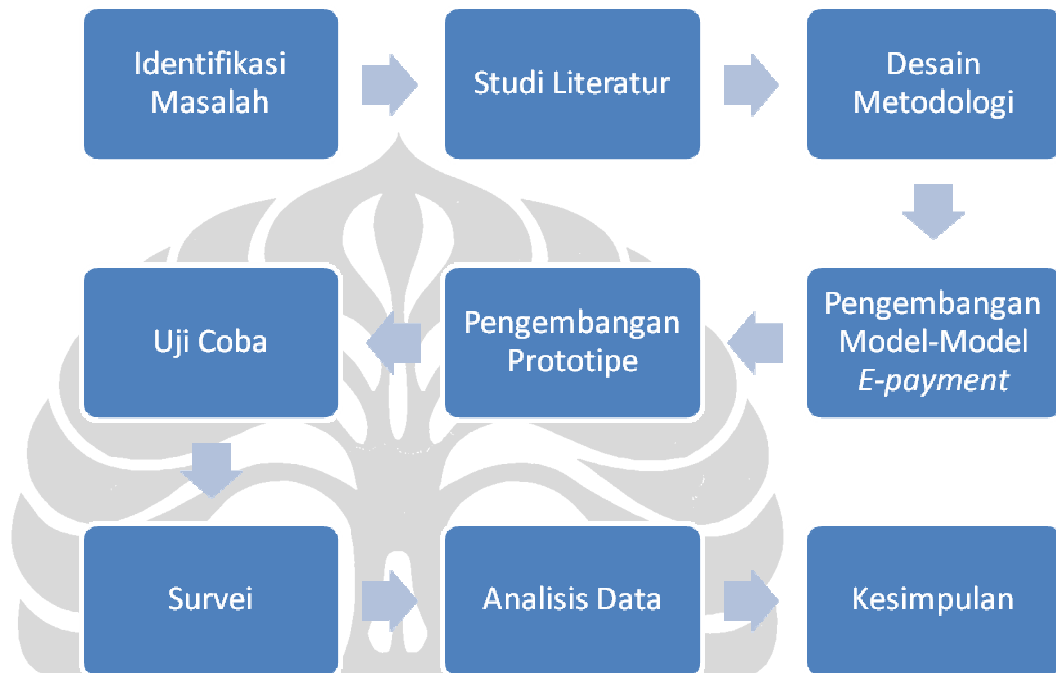 Identifikasi
Masalah
Studi Literatur
Desain
Metodologi
Pengembangan
Model-Model
E-payment
Pengembangan
Prototipe
Uji Coba
Survei
Analisis Data
Kesimpulan